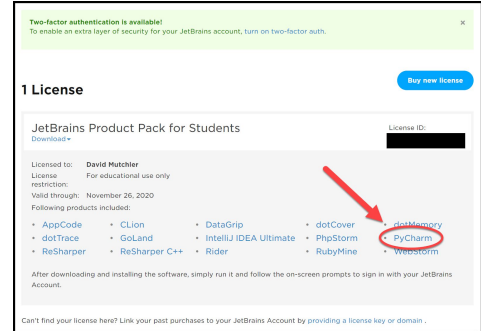 Two-factor authentication is available!
To enable an extra layer of security for your JetBrains account, turn on two-factor auth.
×
Buy new license
1 License
JetBrains Product Pack for Students
Download
License ID:
Licensed to: David Mutchler
License restriction: For educational use only
Valid through: November 26, 2020
Following products included:
• AppCode • CLion • DataGrip • dotCover • dotMemory
• dotTrace • GoLand • IntelliJ IDEA Ultimate • PhpStorm • PyCharm
• ReSharper • ReSharper C++ • Rider • RubyMine • WebStorm
After downloading and installing the software, simply run it and follow the on-screen prompts to sign in with your JetBrains
Account.
Can't find your license here? Link your past purchases to your JetBrains Account by providing a license key or domain .